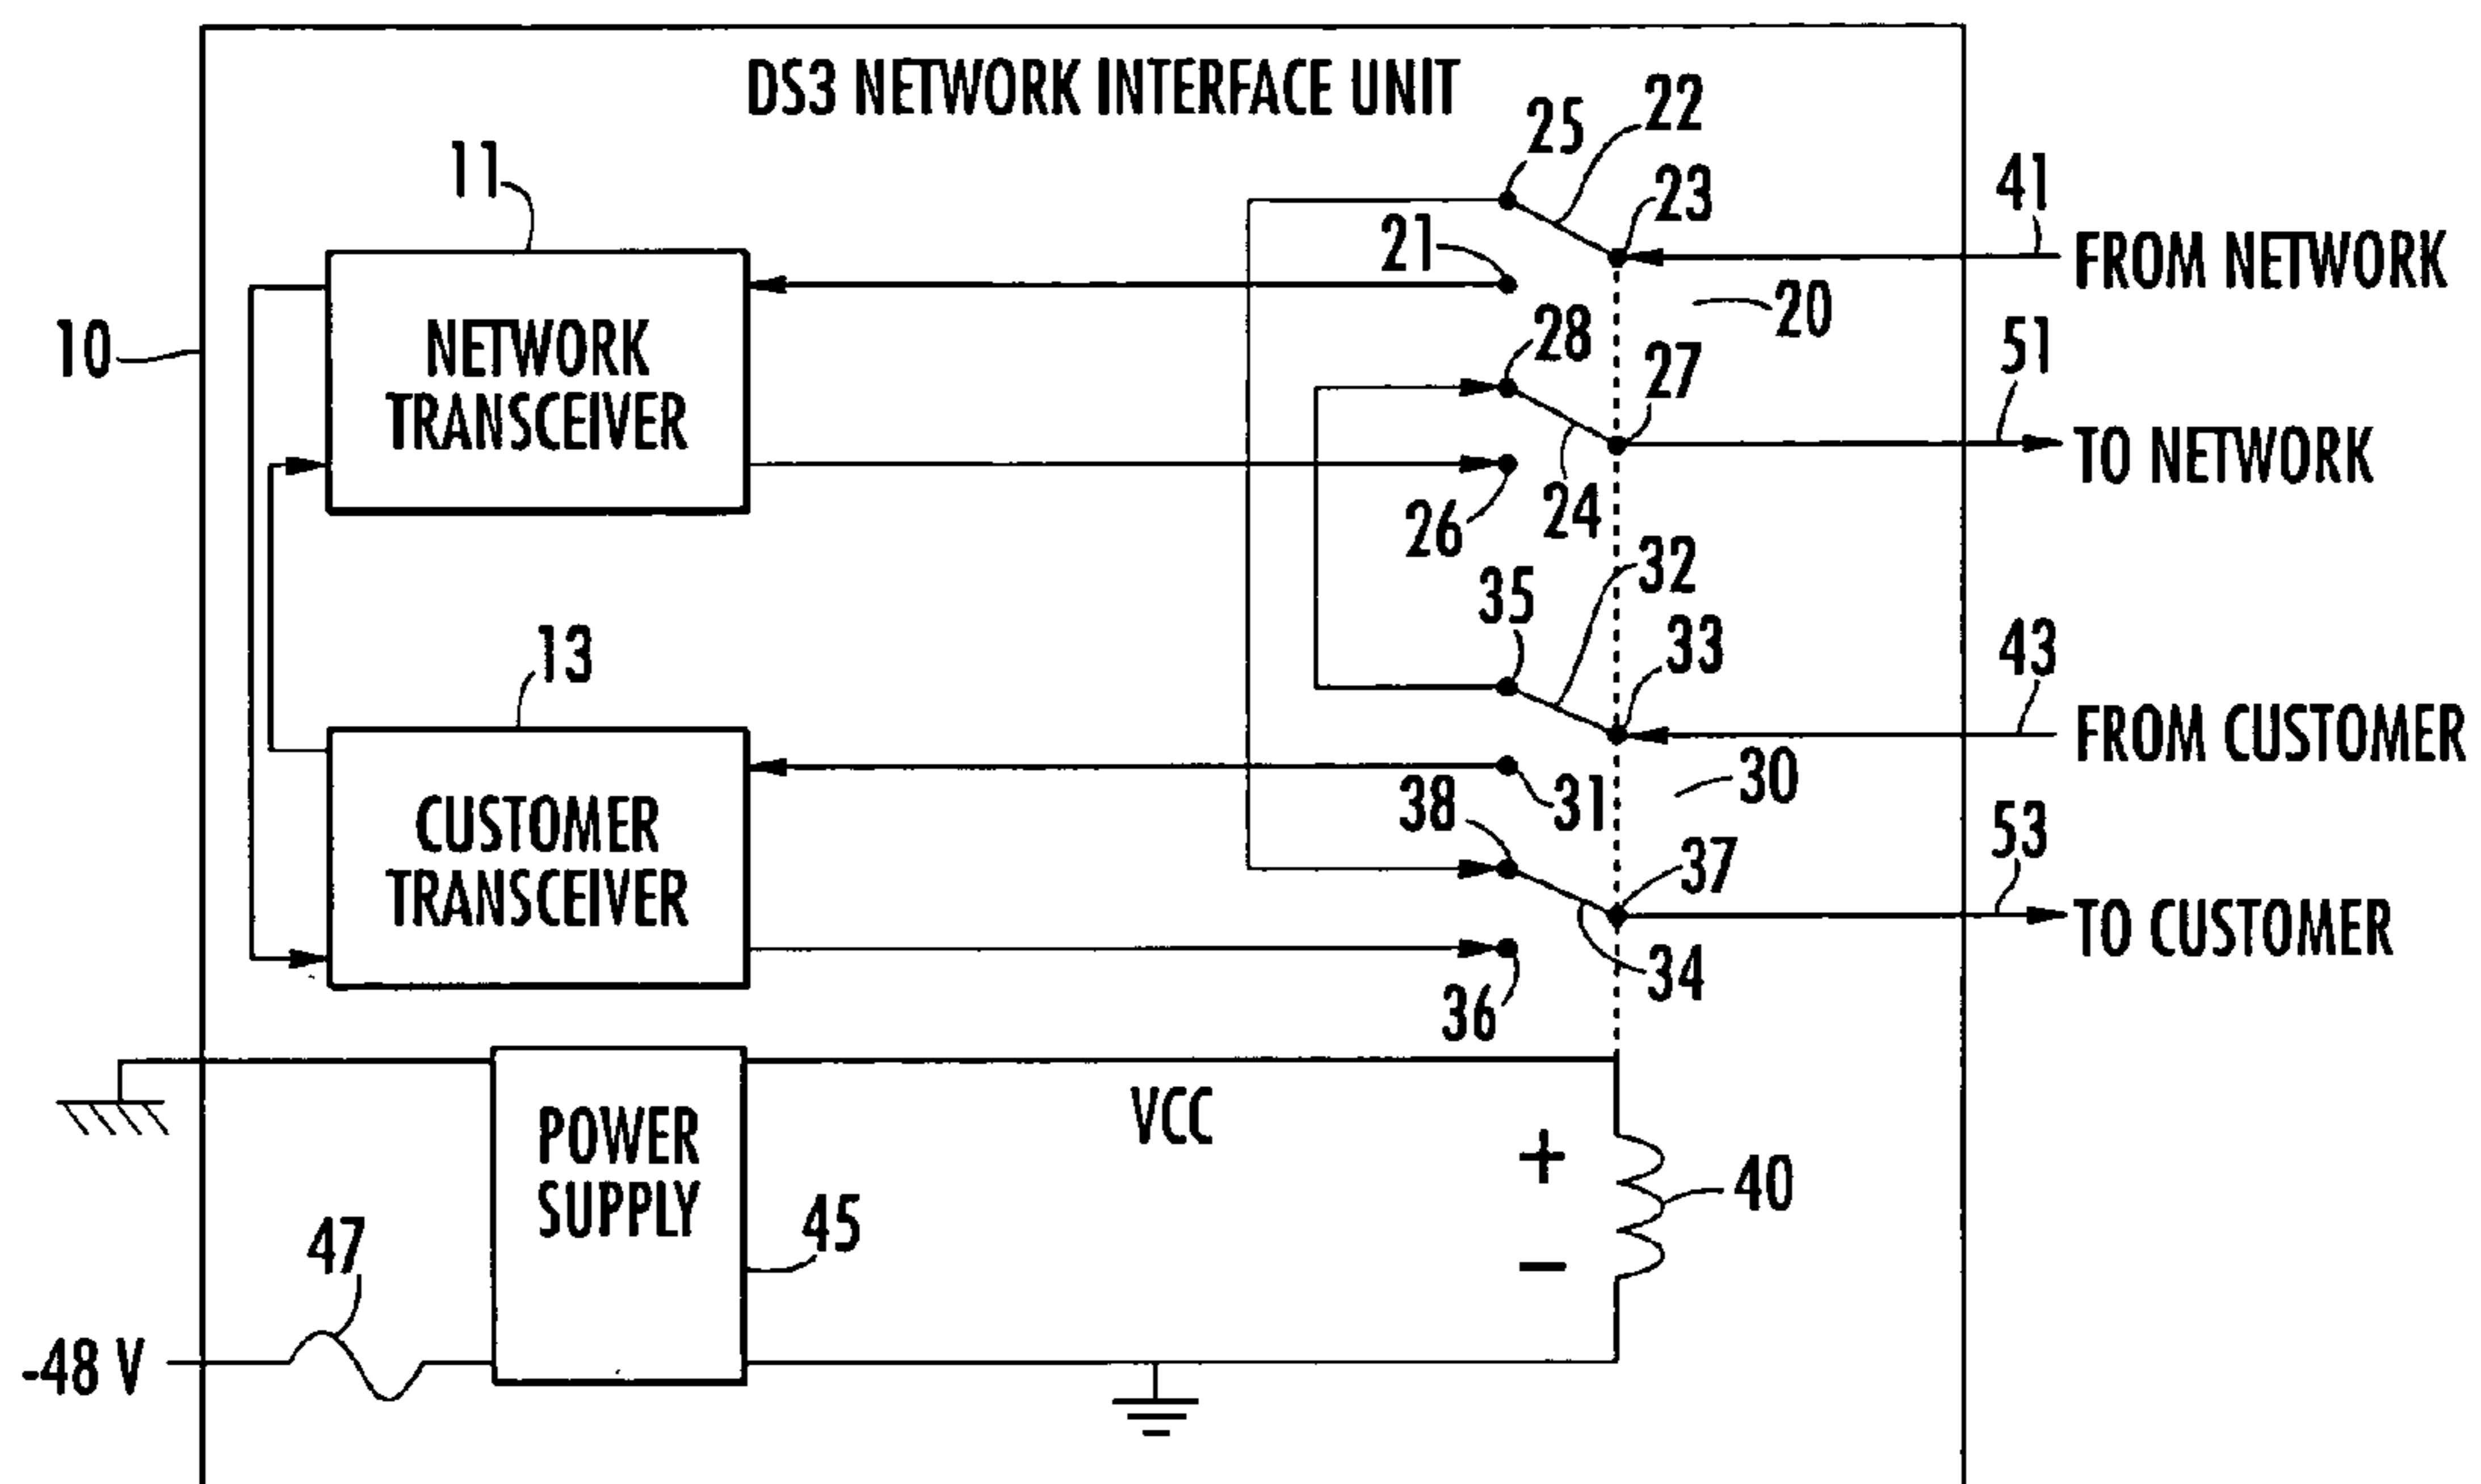 DS3 NETWORK INTERFACE UNIT
25
22
11
23
41
21
FROM NETWORK
20
10
NETWORK
TRANSCEIVER
28
27
51
TO NETWORK
26
24
35
32
13
33
43
FROM CUSTOMER
31
30
CUSTOMER
TRANSCEIVER
38
37
53
TO CUSTOMER
34
36
POWER
SUPPLY
VCC
+
40
45
47
−
-48 V